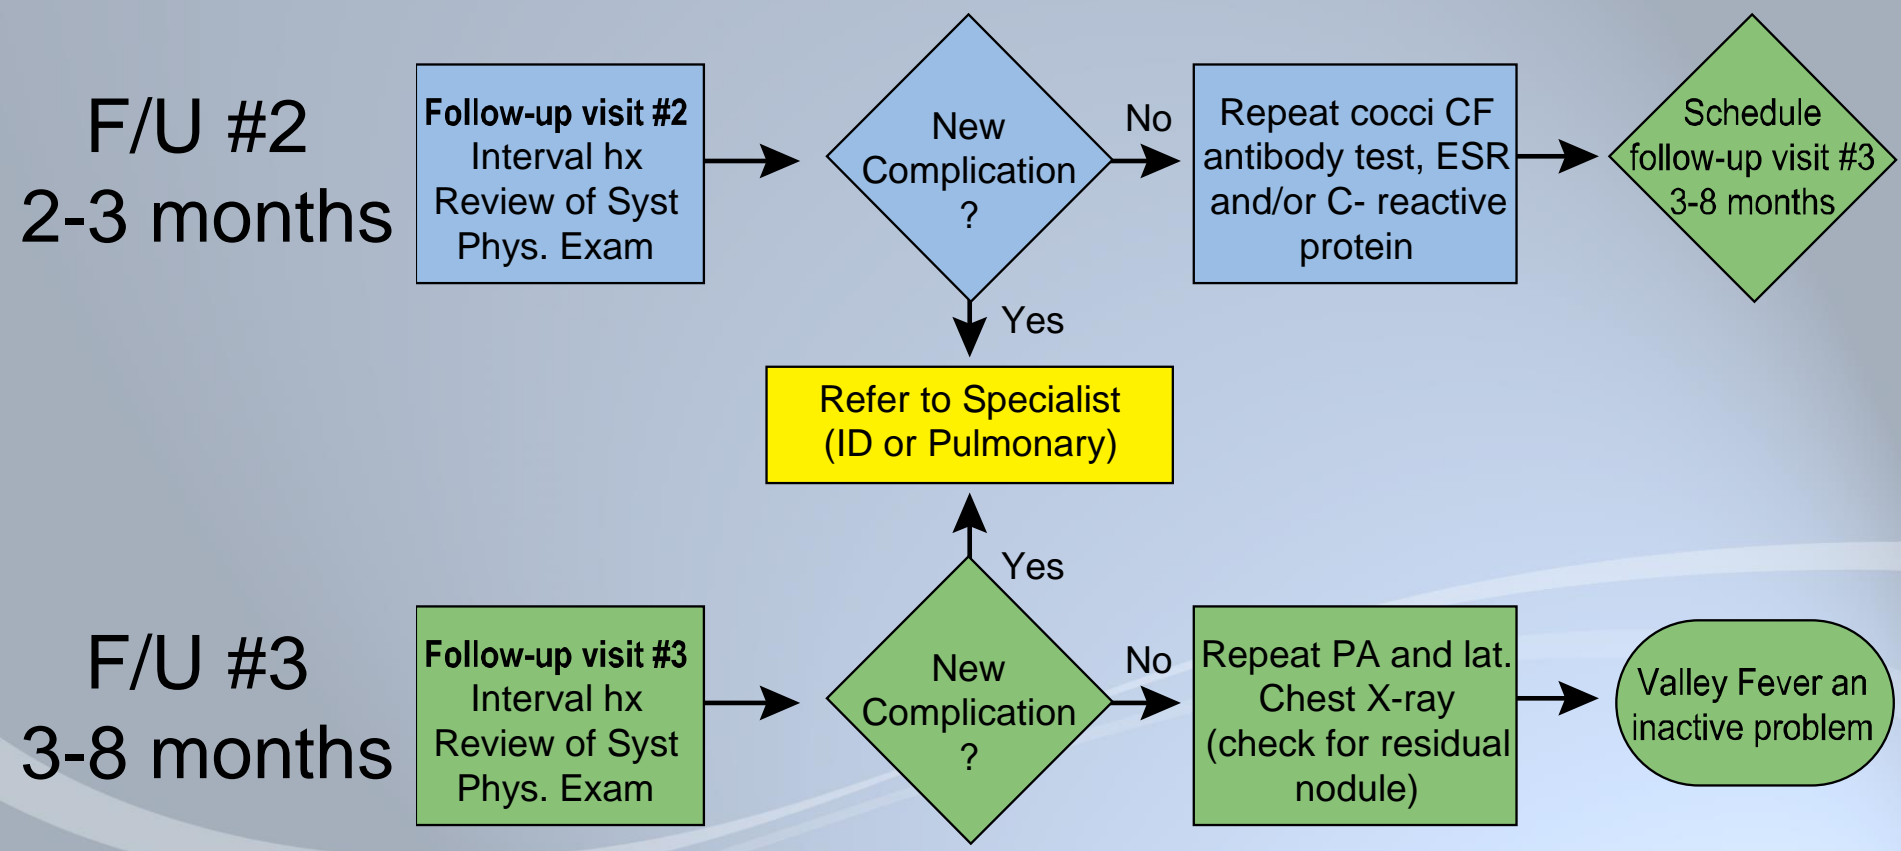 F/U #2
2-3 months
Follow-up visit #2
Interval hx
Review of Syst
Phys. Exam
New
Complication
?
No
Repeat cocci CF
antibody test, ESR
and/or C- reactive
protein
Schedule
follow-up visit #3
3-8 months
Yes
Refer to Specialist
(ID or Pulmonary)
Yes
F/U #3
3-8 months
Follow-up visit #3
Interval hx
Review of Syst
Phys. Exam
New
Complication
?
No
Repeat PA and lat.
Chest X-ray
(check for residual
nodule)
Valley Fever an
inactive problem